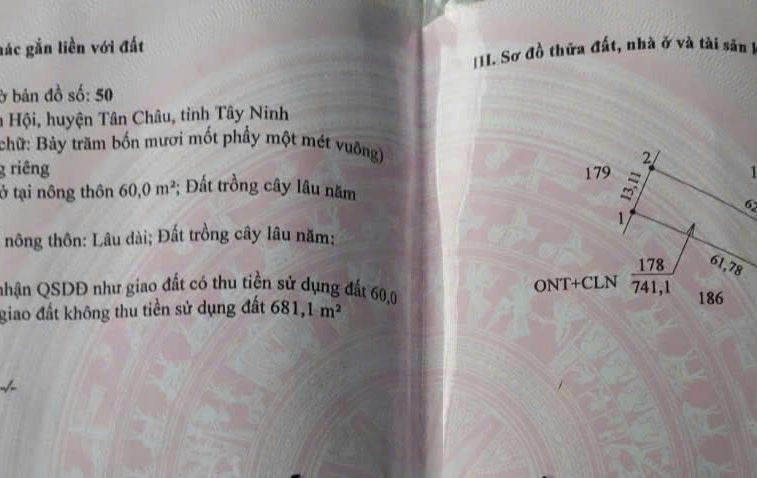 hác gắn liền với đất
ờ bản đồ số: 50
Hội, huyện Tân Châu, tỉnh Tây Ninh
chữ: Bảy trăm bốn mươi mốt phẩy một mét vuông)
g riêng
ở tại nông thôn 60,0 m²; Đất trồng cây lâu năm
nông thôn: Lâu dài; Đất trồng cây lâu năm:
nhận QSDĐ như giao đất có thu tiền sử dụng đất 60,0
giao đất không thu tiền sử dụng đất 681,1 m²
-/-
III. Sơ đồ thửa đất, nhà ở và tài sản
2
179
13,11
1
62
1
61,78
178
ONT+CLN
741,1
186